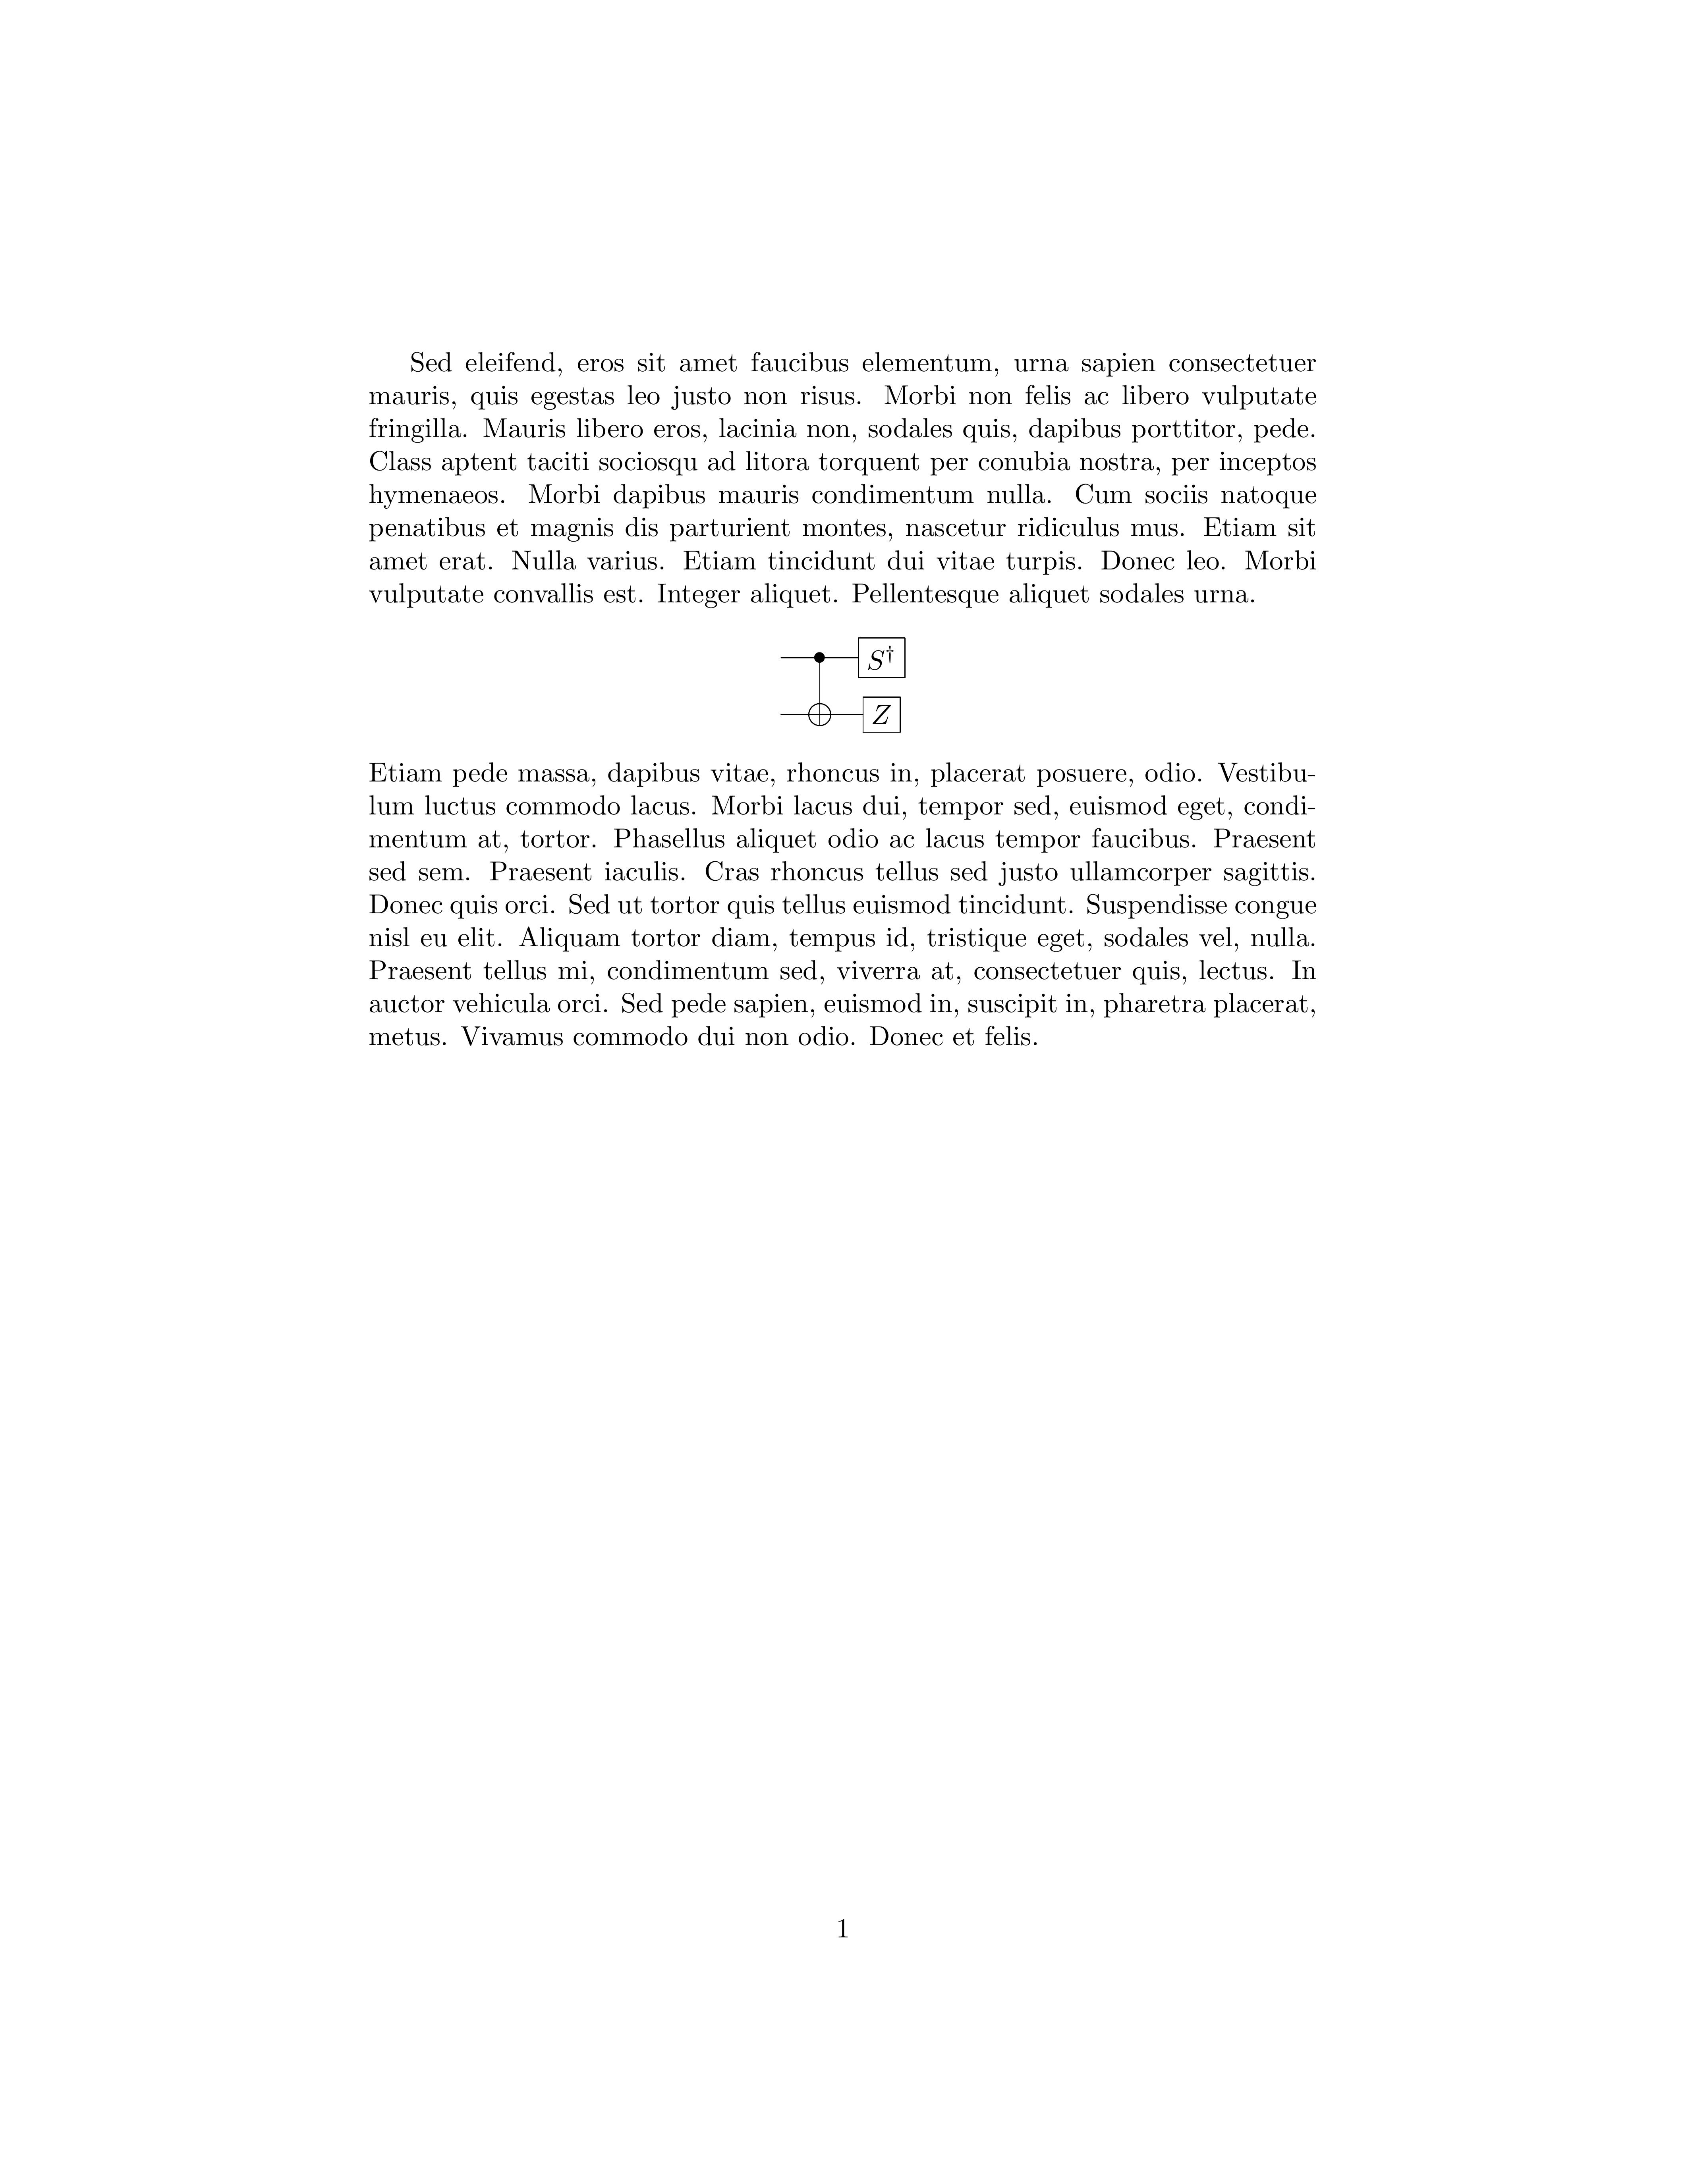 Sed eleifend, eros sit amet faucibus elementum, urna sapien consectetuer
mauris, quis egestas leo justo non risus. Morbi non felis ac libero vulputate
fringilla. Mauris libero eros, lacinia non, sodales quis, dapibus porttitor, pede.
Class aptent taciti sociosqu ad litora torquent per conubia nostra, per inceptos
hymenaeos. Morbi dapibus mauris condimentum nulla. Cum sociis natoque
penatibus et magnis dis parturient montes, nascetur ridiculus mus. Etiam sit
amet erat. Nulla varius. Etiam tincidunt dui vitae turpis. Donec leo. Morbi
vulputate convallis est. Integer aliquet. Pellentesque aliquet sodales urna.
S†
Z
Etiam pede massa, dapibus vitae, rhoncus in, placerat posuere, odio. Vestibu-
lum luctus commodo lacus. Morbi lacus dui, tempor sed, euismod eget, condi-
mentum at, tortor. Phasellus aliquet odio ac lacus tempor faucibus. Praesent
sed sem. Praesent iaculis. Cras rhoncus tellus sed justo ullamcorper sagittis.
Donec quis orci. Sed ut tortor quis tellus euismod tincidunt. Suspendisse congue
nisl eu elit. Aliquam tortor diam, tempus id, tristique eget, sodales vel, nulla.
Praesent tellus mi, condimentum sed, viverra at, consectetuer quis, lectus. In
auctor vehicula orci. Sed pede sapien, euismod in, suscipit in, pharetra placerat,
metus. Vivamus commodo dui non odio. Donec et felis.
1